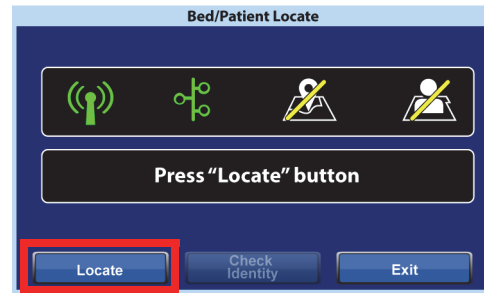 Bed/Patient Locate
Press “Locate” button
Locate
Check
Identity
Exit